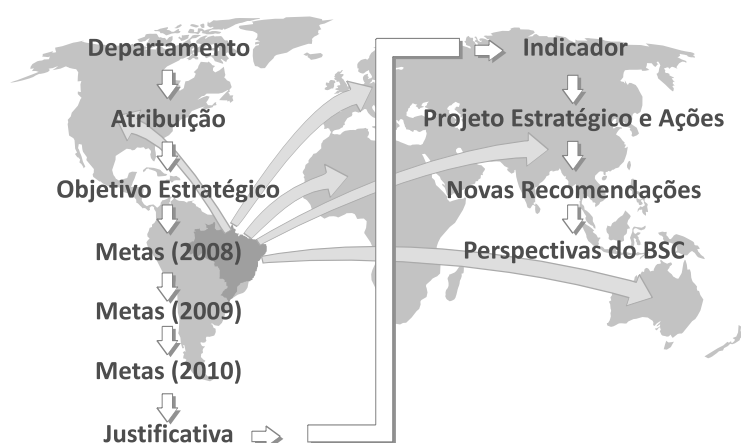 Departamento
Atribuição
Objetivo Estratégico
Metas (2008)
Metas (2009)
Metas (2010)
Justificativa
Indicador
Projeto Estratégico e Ações
Novas Recomendações
Perspectivas do BSC